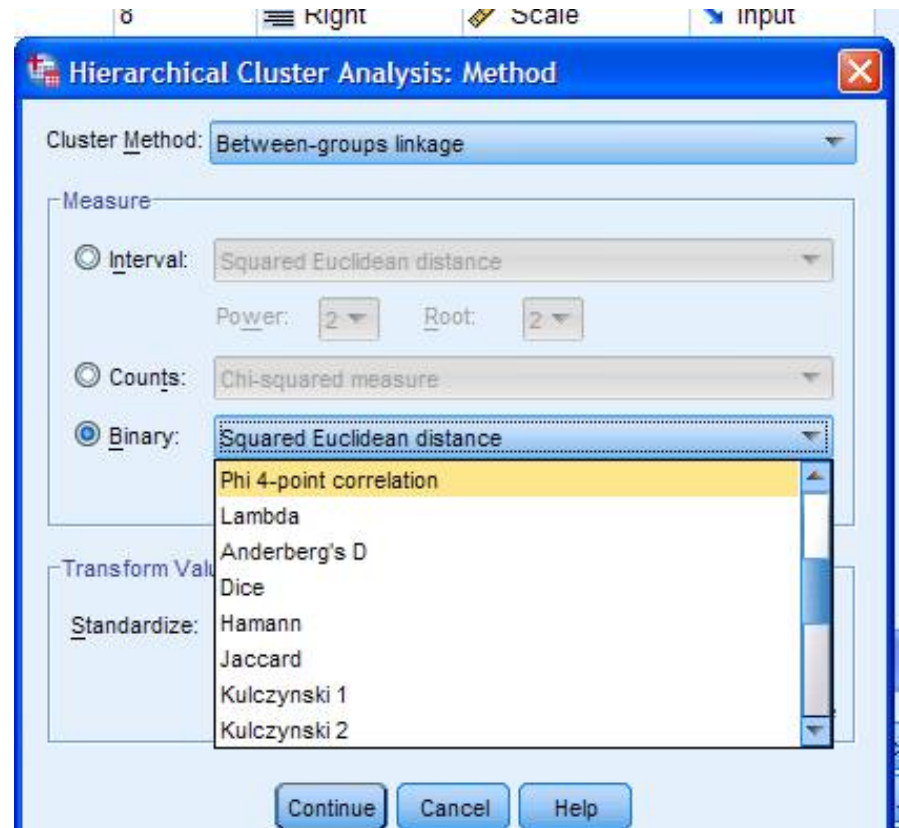 8 Right Scale Input
Hierarchical Cluster Analysis: Method
Cluster Method: Between-groups linkage
Measure
Interval: Squared Euclidean distance
Power: 2 Root: 2
Counts: Chi-squared measure
Binary: Squared Euclidean distance
Phi 4-point correlation
Lambda
Anderberg's D
Transform Valu
Dice
Standardize: Hamann
Jaccard
Kulczynski 1
Kulczynski 2
Continue Cancel Help